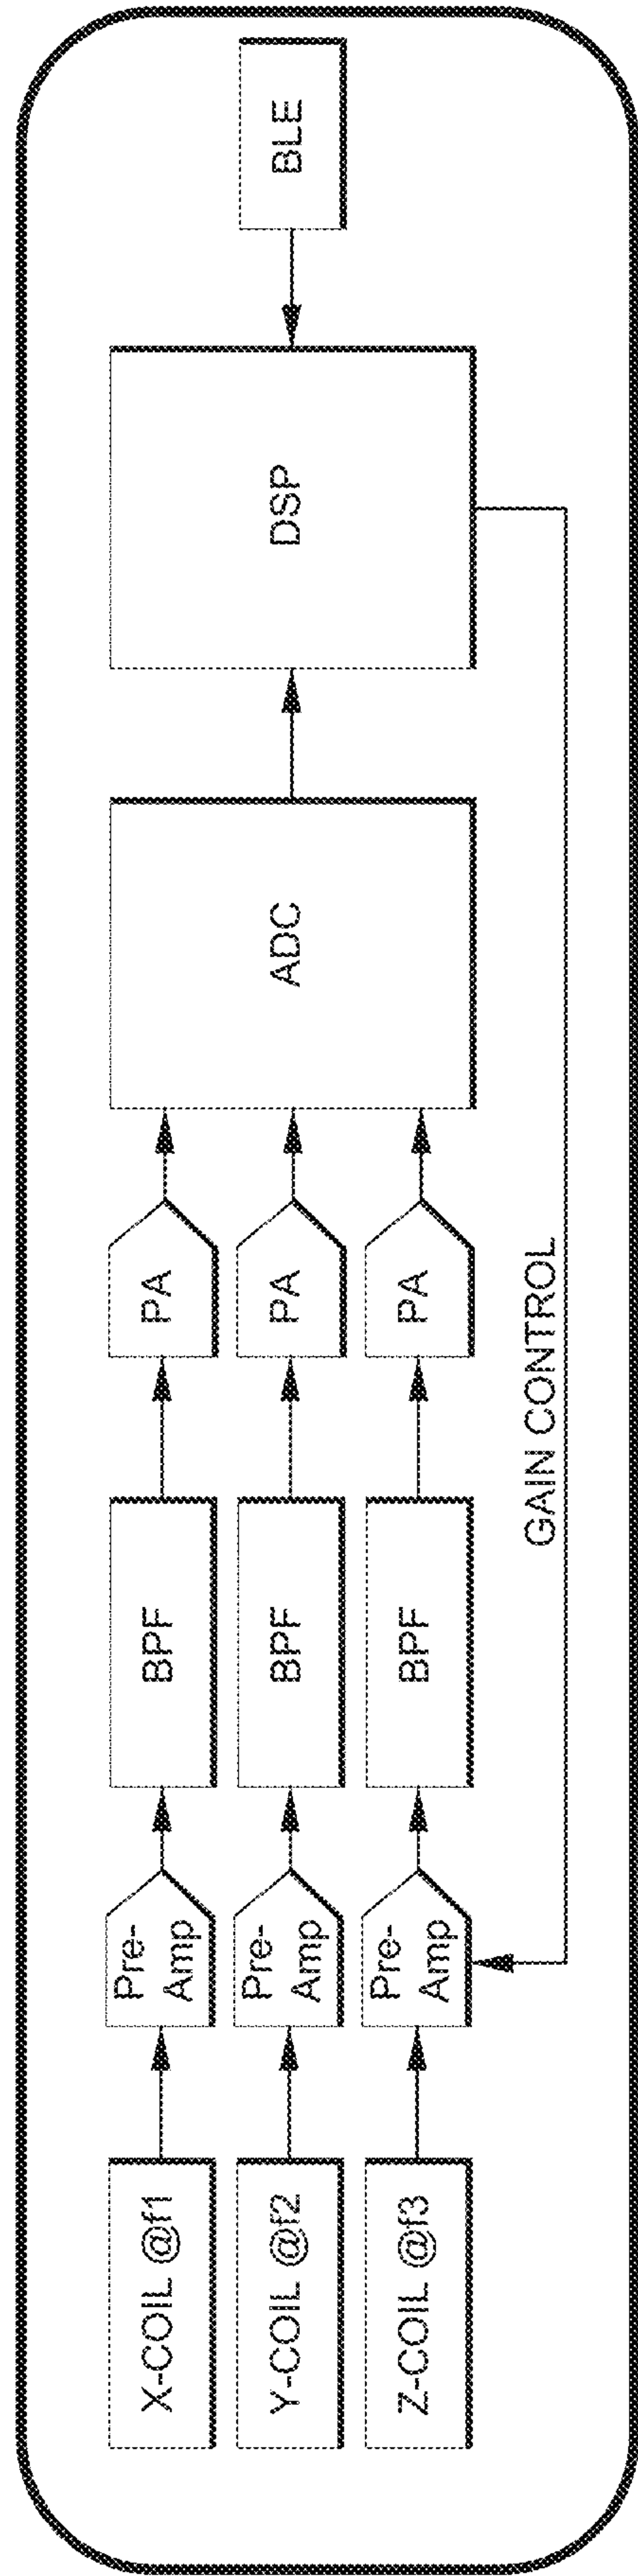 X-COIL @f1
Pre-
Amp
BPF
PA
Y-COIL @f2
Pre-
Amp
BPF
PA
Z-COIL @f3
Pre-
Amp
BPF
PA
ADC
DSP
BLE
GAIN CONTROL